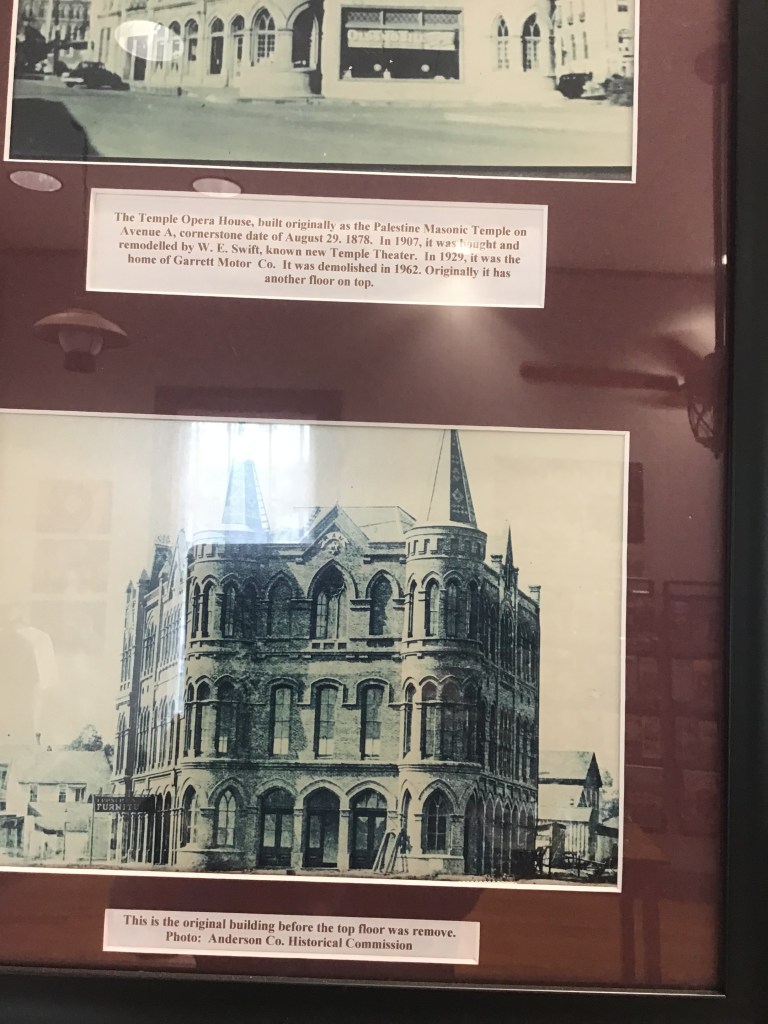 The Temple Opera House, built originally as the Palestine Masonic Temple on
Avenue A, cornerstone date of August 29. 1878. In 1907, it was bought and
remodelled by W. E. Swift, known new Temple Theater. In 1929, it was the
home of Garrett Motor Co. It was demolished in 1962. Originally it has
another floor on top.
FURNITU
This is the original building before the top floor was remove.
Photo: Anderson Co. Historical Commission